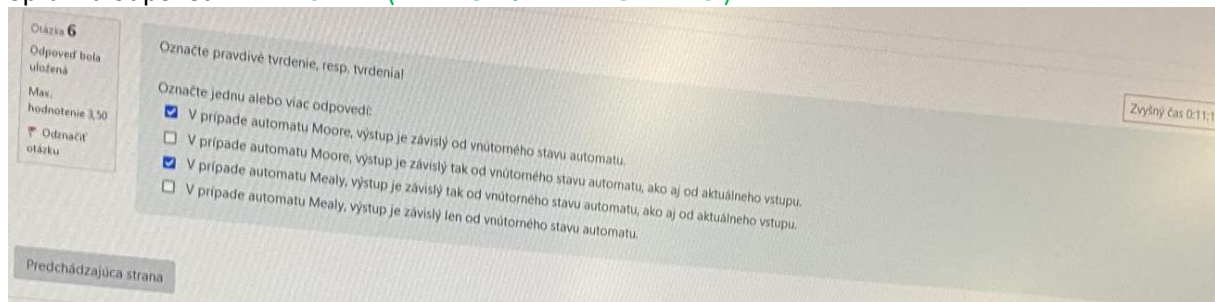 Otázka 6
Odpoveď bola
uložená
Max.
hodnotenie 3,50
Odznačiť
otázku
Označte pravdivé tvrdenie, resp. tvrdenia!
Označte jednu alebo viac odpovedí:
V prípade automatu Moore, výstup je závislý od vnútorného stavu automatu.
V prípade automatu Moore, výstup je závislý tak od vnútorného stavu automatu, ako aj od aktuálneho vstupu.
V prípade automatu Mealy, výstup je závislý tak od vnútorného stavu automatu, ako aj od aktuálneho vstupu.
V prípade automatu Mealy, výstup je závislý len od vnútorného stavu automatu.
Zvyšný čas 0:11:1
Predchádzajúca strana